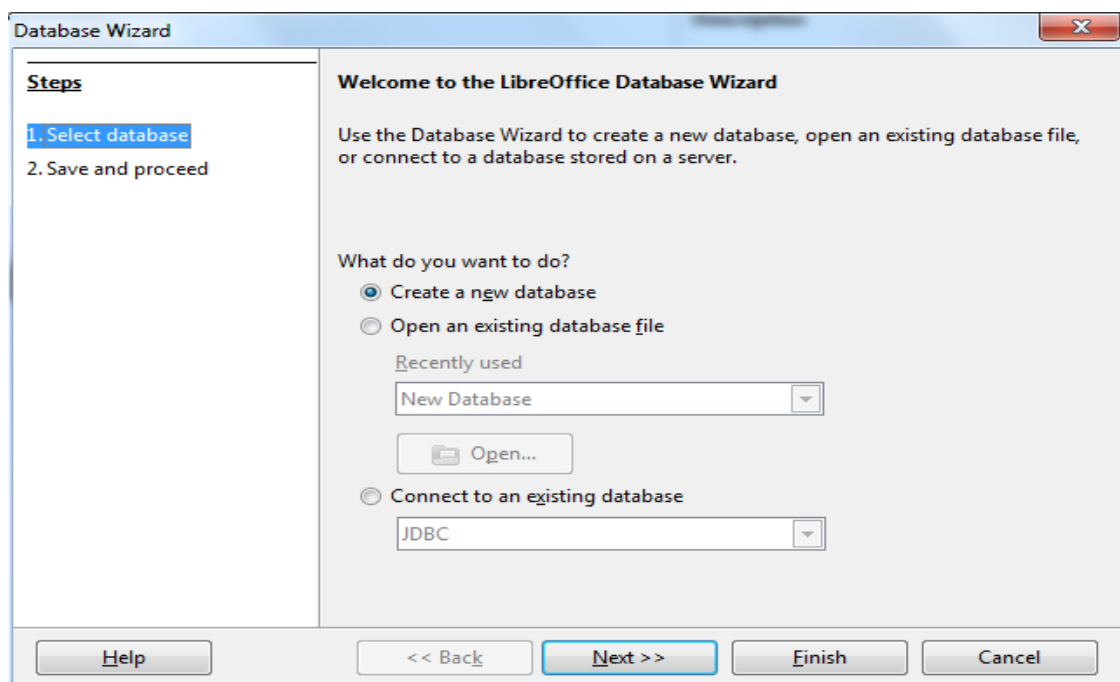 Database Wizard
Steps
1. Select database
2. Save and proceed
Welcome to the LibreOffice Database Wizard
Use the Database Wizard to create a new database, open an existing database file,
or connect to a database stored on a server.
What do you want to do?
Create a new database
Open an existing database file
Recently used
New Database
Open...
Connect to an existing database
JDBC
Help
<< Back
Next >>
Finish
Cancel